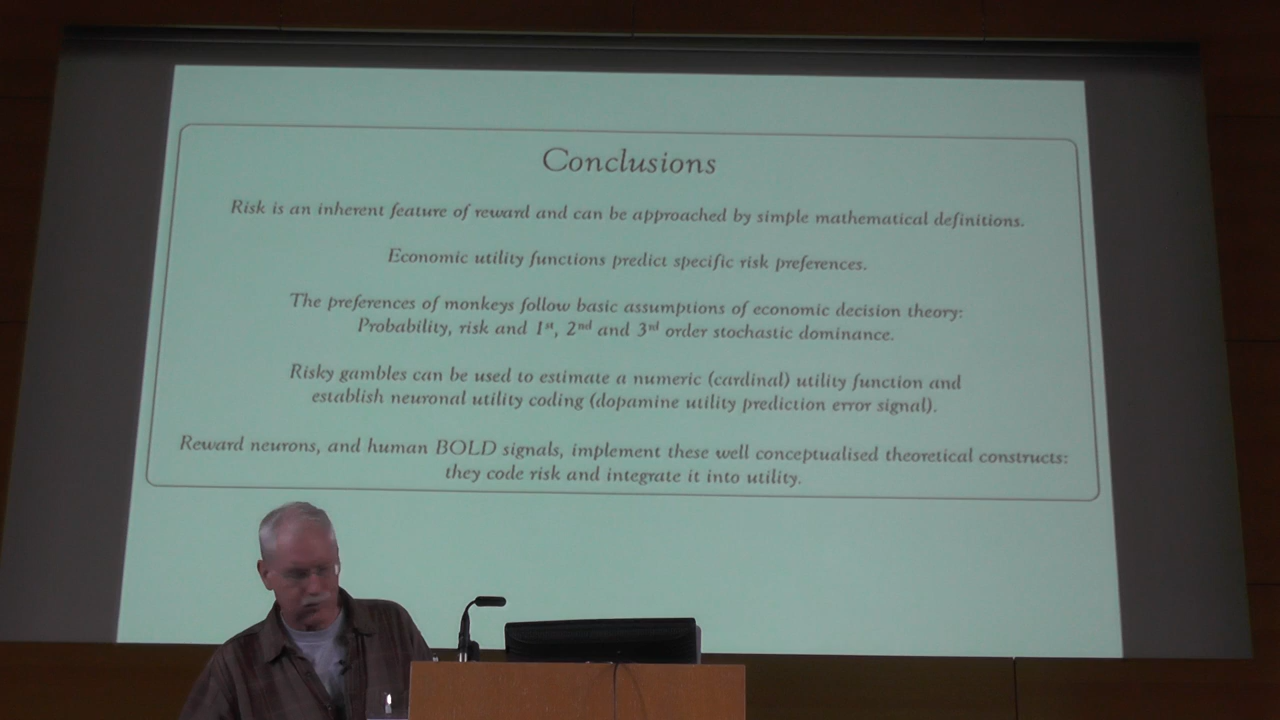 Conclusions
Risk is an inherent feature of reward and can be approached by simple mathematical definitions.
Economic utility functions predict specific risk preferences.
The preferences of monkeys follow basic assumptions of economic decision theory:
Probability, risk and 1st, 2nd and 3rd order stochastic dominance.
Risky gambles can be used to estimate a numeric (cardinal) utility function and
establish neuronal utility coding (dopamine utility prediction error signal).
Reward neurons, and human BOLD signals, implement these well conceptualised theoretical constructs:
they code risk and integrate it into utility.